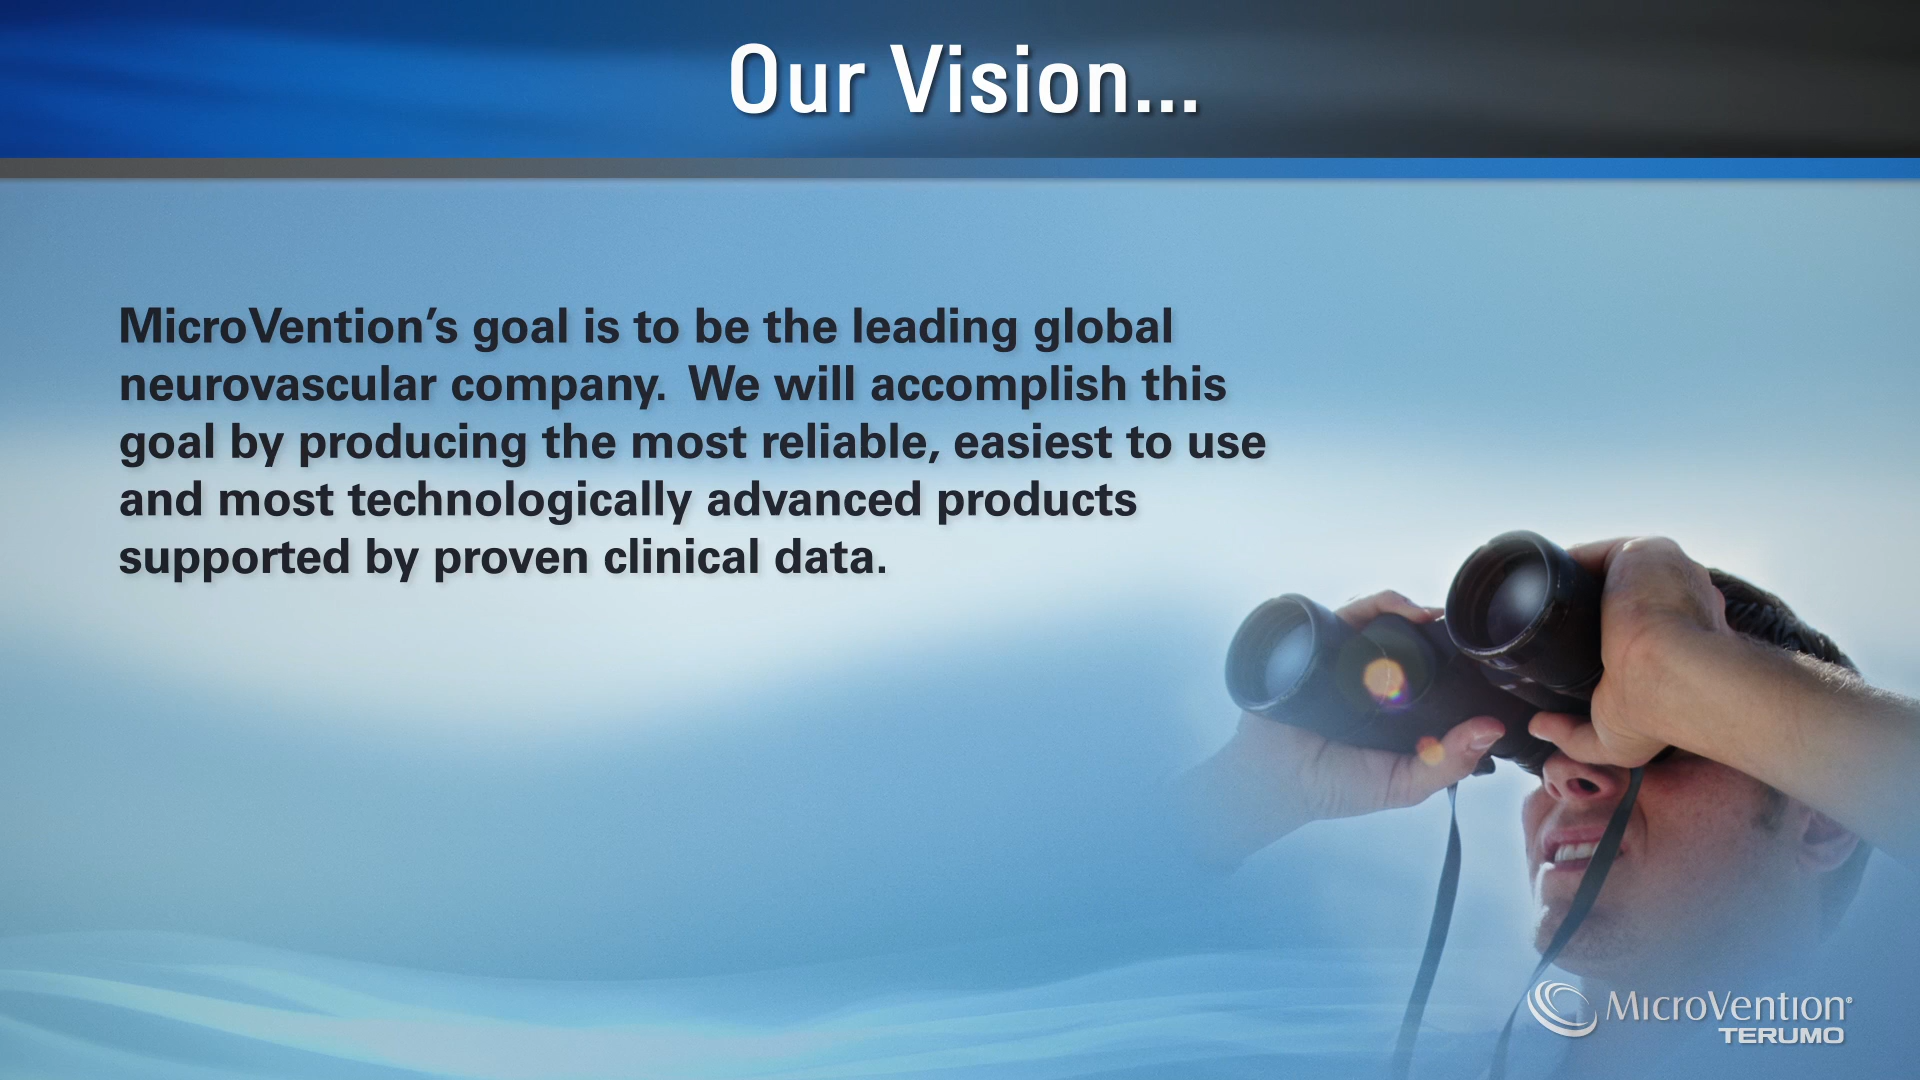 Our Vision...
MicroVention’s goal is to be the leading global
neurovascular company.  We will accomplish this
goal by producing the most reliable, easiest to use
and most technologically advanced products
supported by proven clinical data.
MicroVention®
TERUMO